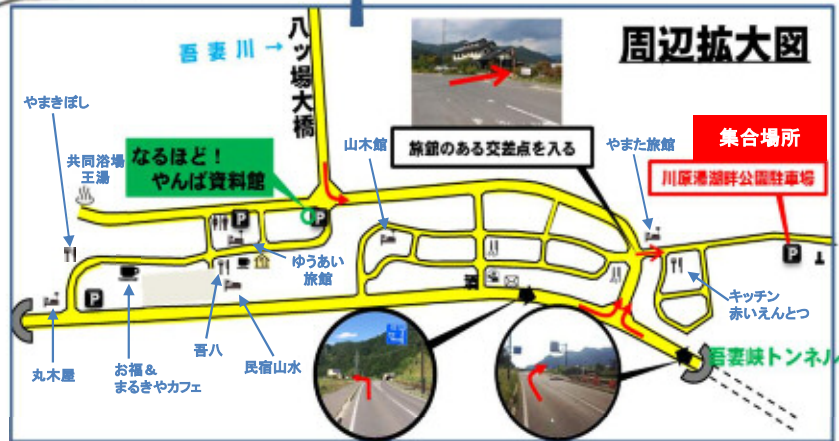 周辺拡大図
吾妻川 →
八ッ場大橋
やまきぼし
共同浴場
王湯
なるほど!
やんば資料館
山木館
旅館のある交差点を入る
やまた旅館
集合場所
川原湯湖畔公園駐車場
P
P
P
P
ゆうあい
旅館
酒
キッチン
赤いえんとつ
丸木屋
お福&
まるきやカフェ
吾八
民宿山水
吾妻峡トンネル